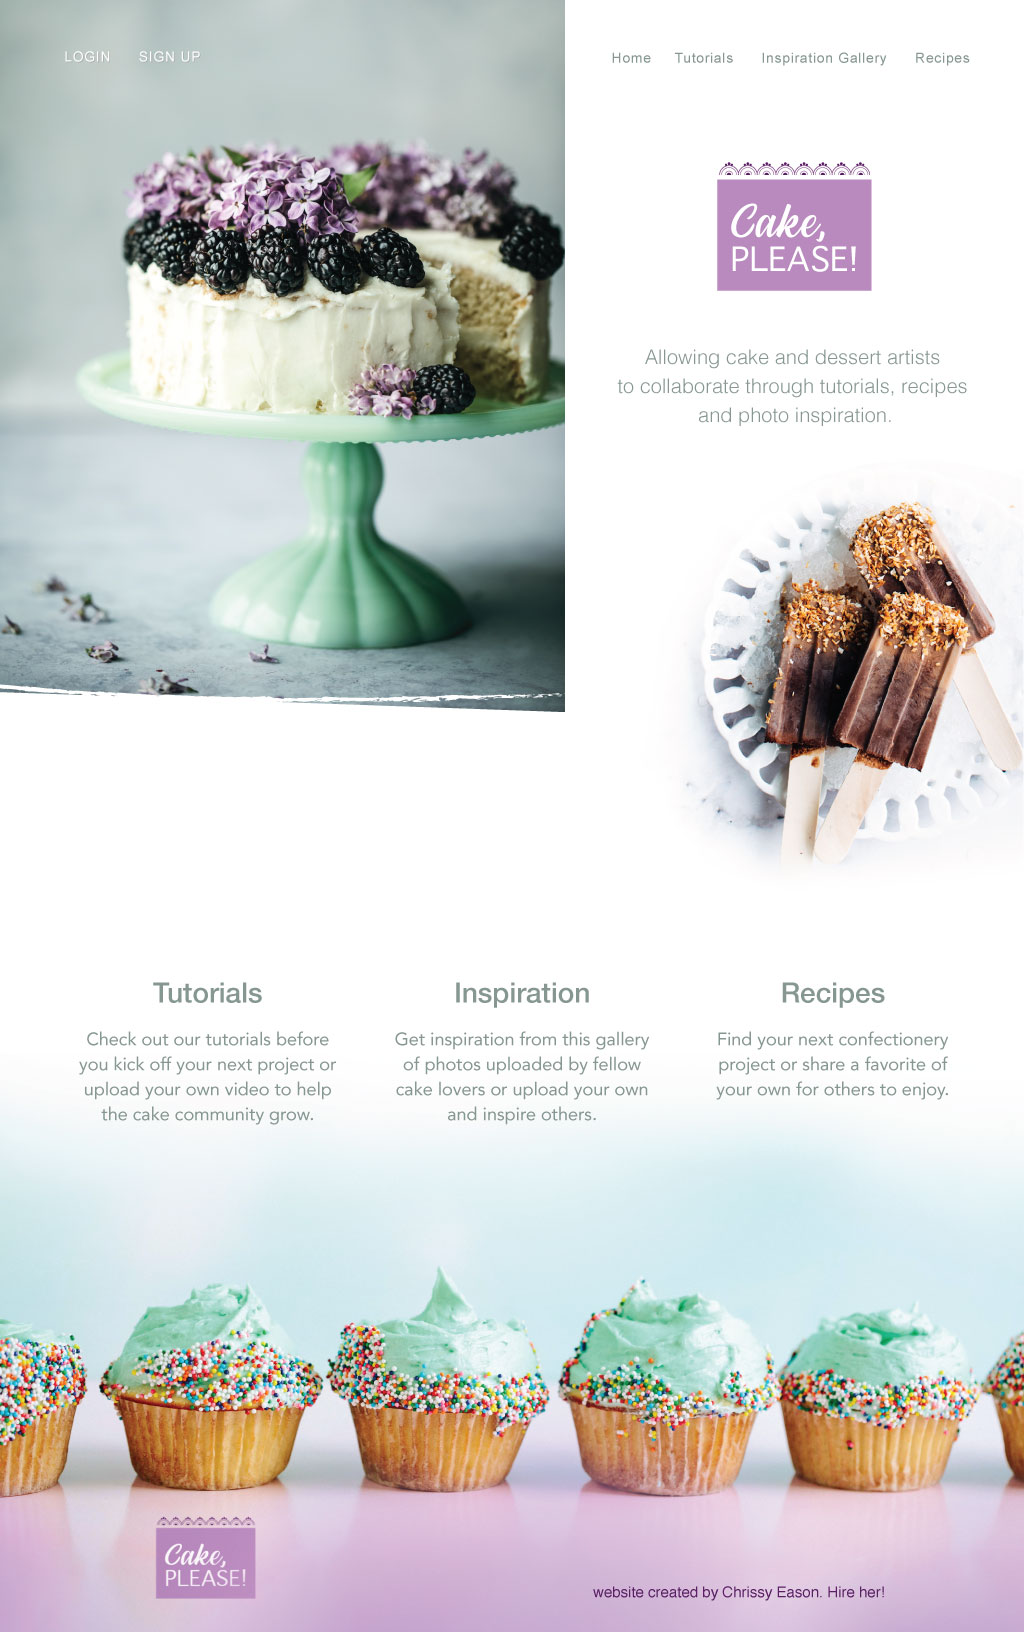 LOGIN SIGN UP
Home Tutorials Inspiration Gallery Recipes
Cake,
PLEASE!
Allowing cake and dessert artists
to collaborate through tutorials, recipes
and photo inspiration.
Tutorials
Check out our tutorials before
you kick off your next project or
upload your own video to help
the cake community grow.
Inspiration
Get inspiration from this gallery
of photos uploaded by fellow
cake lovers or upload your own
and inspire others.
Recipes
Find your next confectionery
project or share a favorite of
your own for others to enjoy.
Cake,
PLEASE!
website created by Chrissy Eason. Hire her!